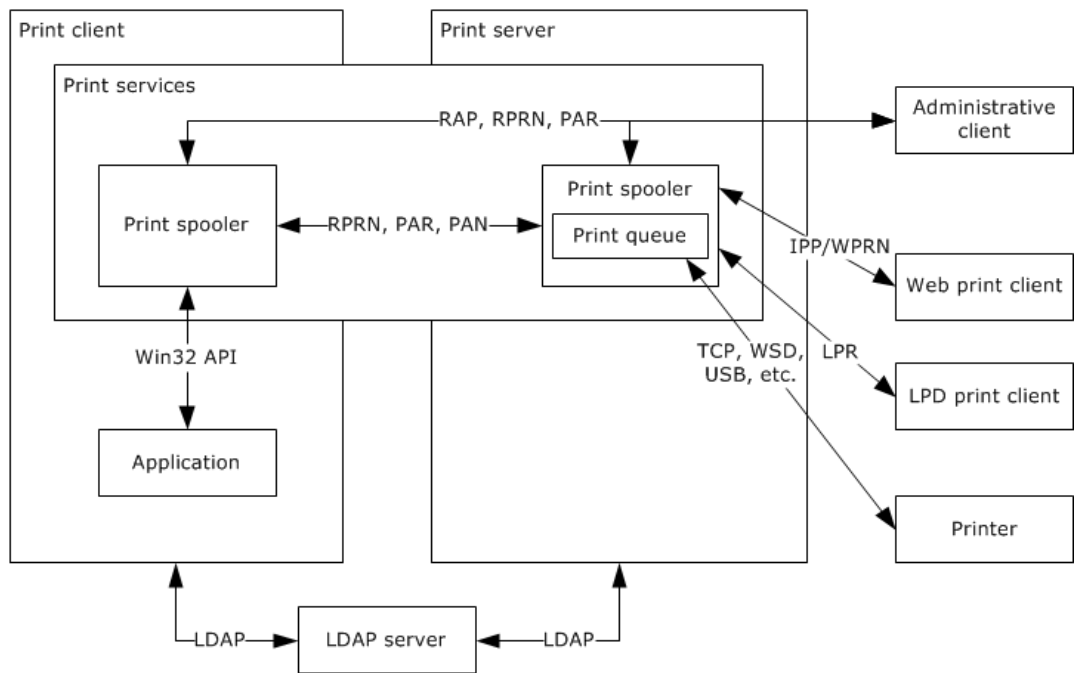 Print client
Print server
Print services
RAP, RPRN, PAR
Administrative
client
Print spooler
RPRN, PAR, PAN
Print spooler
Print queue
IPP/WPRN
Web print client
Win32 API
TCP, WSD,
USB, etc.
LPR
LPD print client
Application
Printer
LDAP
LDAP server
LDAP